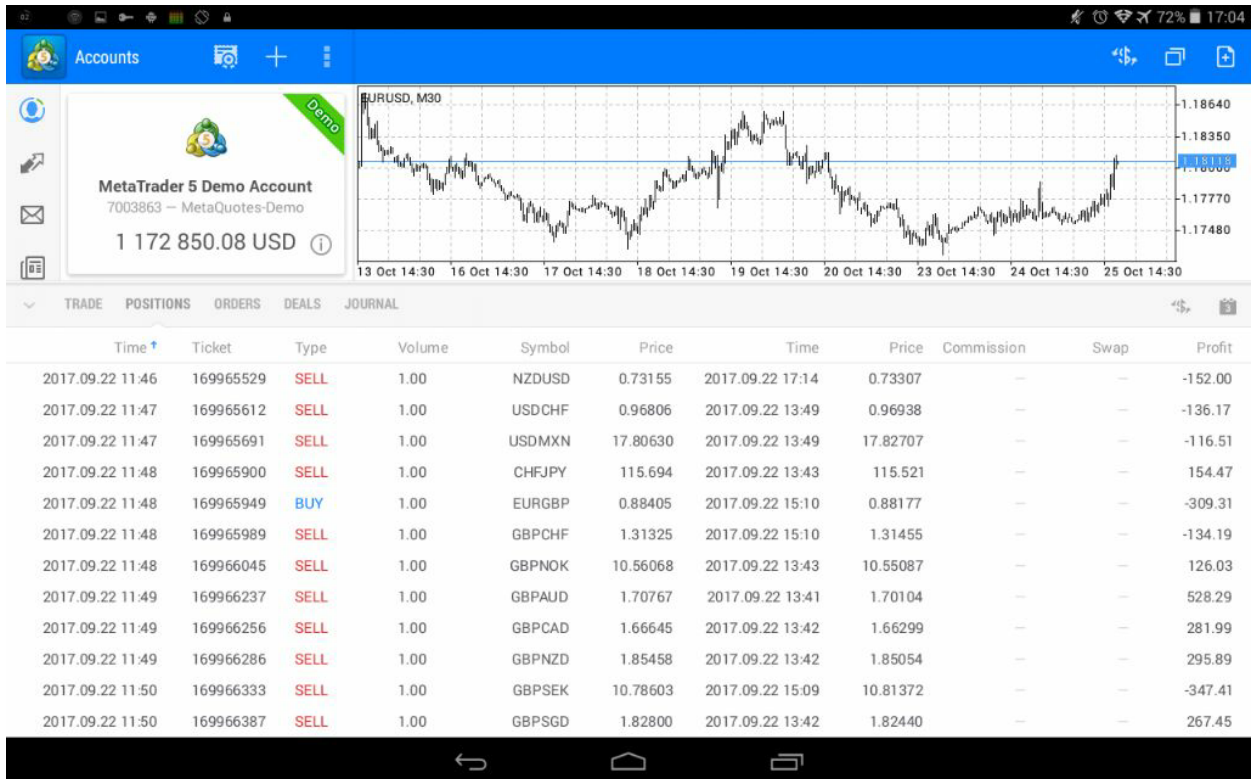 72% 17:04
Accounts
EURUSD, M30
1.18640
1.18350
1.18118
1.17770
1.17480
13 Oct 14:30 16 Oct 14:30 17 Oct 14:30 18 Oct 14:30 19 Oct 14:30 20 Oct 14:30 23 Oct 14:30 24 Oct 14:30 25 Oct 14:30
Demo
MetaTrader 5 Demo Account
7003863 — MetaQuotes-Demo
1 172 850.08 USD
TRADE POSITIONS ORDERS DEALS JOURNAL
Time Ticket Type Volume Symbol Price Time Price Commission Swap Profit
2017.09.22 11:46 169965529 SELL 1.00 NZDUSD 0.73155 2017.09.22 17:14 0.73307 — — -152.00
2017.09.22 11:47 169965612 SELL 1.00 USDCHF 0.96806 2017.09.22 13:49 0.96938 — — -136.17
2017.09.22 11:47 169965691 SELL 1.00 USDMXN 17.80630 2017.09.22 13:49 17.82707 — — -116.51
2017.09.22 11:48 169965900 SELL 1.00 CHFJPY 115.694 2017.09.22 13:43 115.521 — — 154.47
2017.09.22 11:48 169965949 BUY 1.00 EURGBP 0.88405 2017.09.22 15:10 0.88177 — — -309.31
2017.09.22 11:48 169965989 SELL 1.00 GBPCHF 1.31325 2017.09.22 15:10 1.31455 — — -134.19
2017.09.22 11:48 169966045 SELL 1.00 GBPNOK 10.56068 2017.09.22 13:43 10.55087 — — 126.03
2017.09.22 11:49 169966237 SELL 1.00 GBPAUD 1.70767 2017.09.22 13:41 1.70104 — — 528.29
2017.09.22 11:49 169966256 SELL 1.00 GBPCAD 1.66645 2017.09.22 13:42 1.66299 — — 281.99
2017.09.22 11:49 169966286 SELL 1.00 GBPNZD 1.85458 2017.09.22 13:42 1.85054 — — 295.89
2017.09.22 11:50 169966333 SELL 1.00 GBPSEK 10.78603 2017.09.22 15:09 10.81372 — — -347.41
2017.09.22 11:50 169966387 SELL 1.00 GBPSGD 1.82800 2017.09.22 13:42 1.82440 — — 267.45